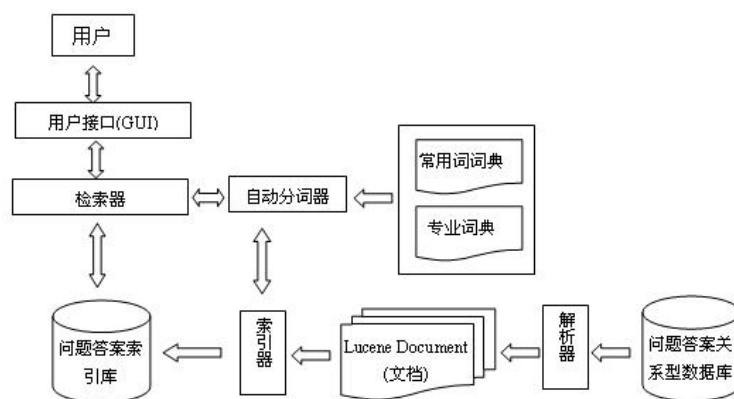 用户
用户接口(GUI)
检索器
自动分词器
常用词词典
专业词典
问题答案索
引库
索引器
Lucene Document
(文档)
解析器
问题答案关
系型数据库